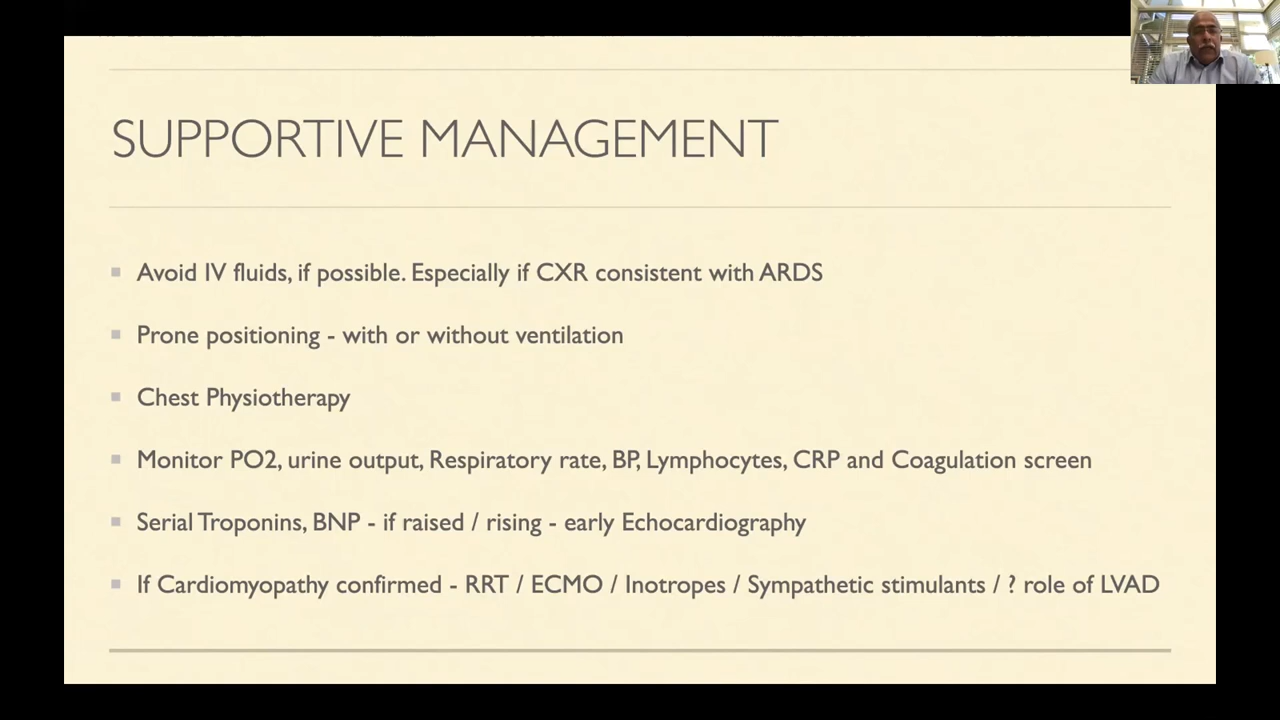 SUPPORTIVE MANAGEMENT
Avoid IV fluids, if possible. Especially if CXR consistent with ARDS
Prone positioning - with or without ventilation
Chest Physiotherapy
Monitor PO2, urine output, Respiratory rate, BP, Lymphocytes, CRP and Coagulation screen
Serial Troponins, BNP - if raised / rising - early Echocardiography
If Cardiomyopathy confirmed - RRT / ECMO / Inotropes / Sympathetic stimulants / ? role of LVAD